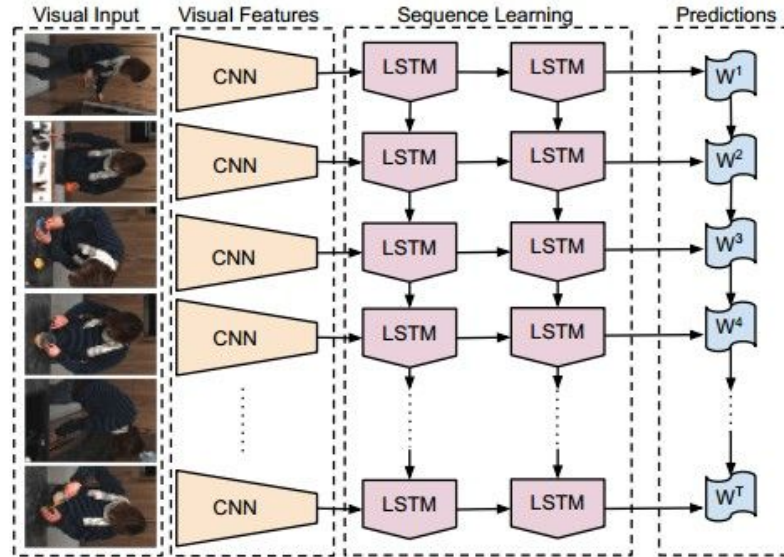 Visual Input Visual Features Sequence Learning Predictions
CNN LSTM LSTM W¹
CNN LSTM LSTM W²
CNN LSTM LSTM W³
CNN LSTM LSTM W⁴
CNN LSTM LSTM Wᵀ